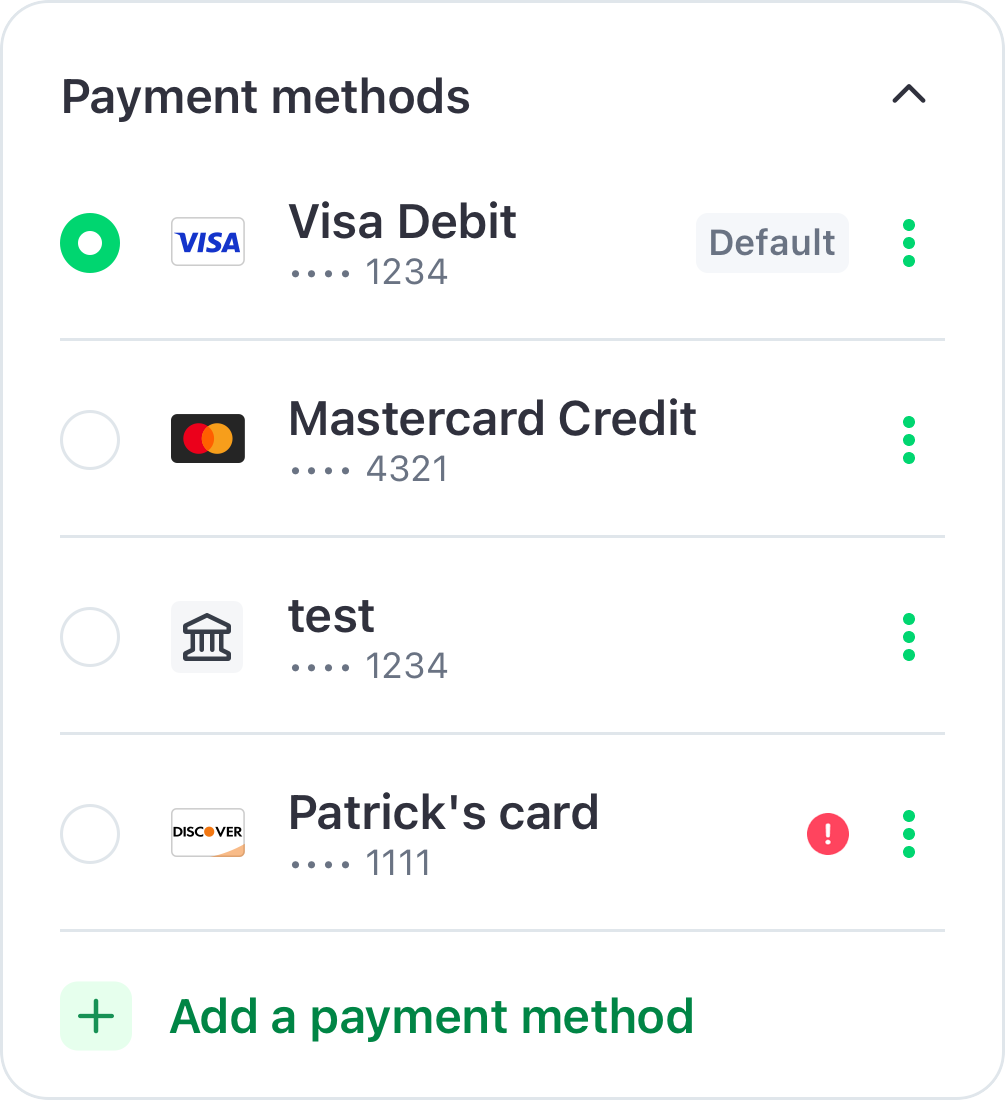 Payment methods
VISA
Visa Debit
Default
•••• 1234
Mastercard Credit
•••• 4321
test
•••• 1234
DISCOVER
Patrick's card
!
•••• 1111
+ Add a payment method